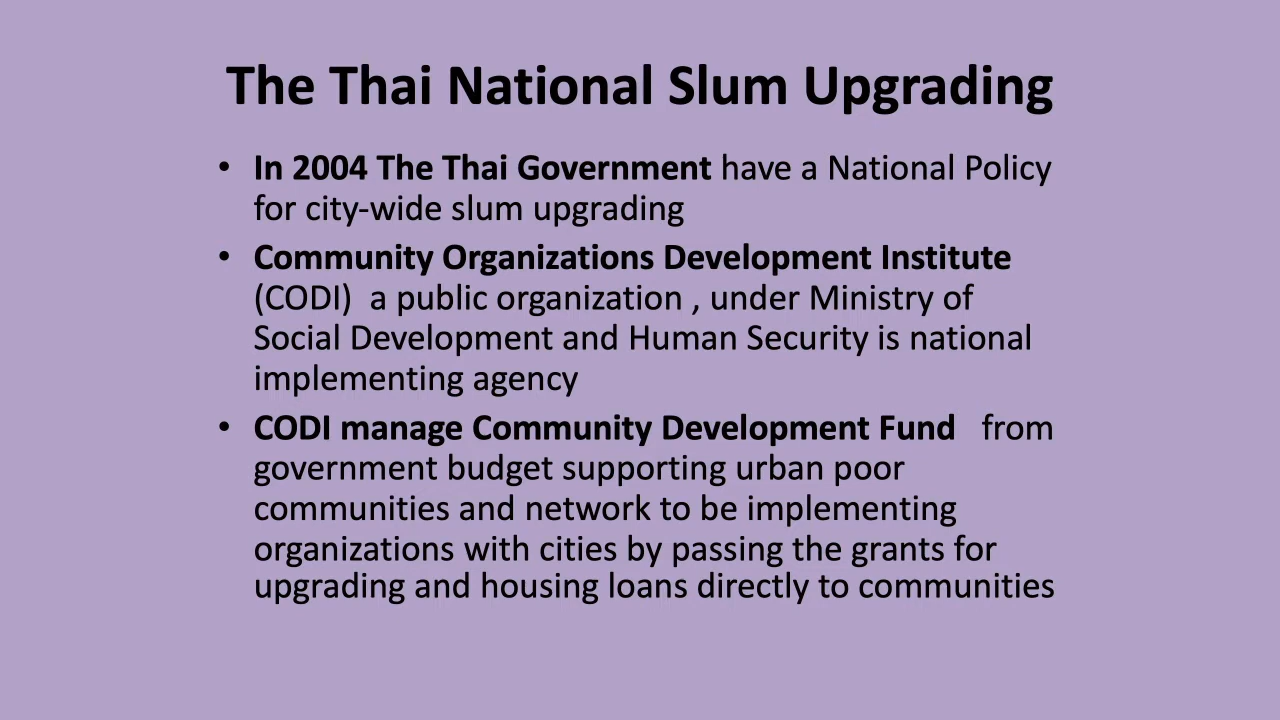 The Thai National Slum Upgrading
• In 2004 The Thai Government have a National Policy
for city-wide slum upgrading
• Community Organizations Development Institute
(CODI)  a public organization , under Ministry of
Social Development and Human Security is national
implementing agency
• CODI manage Community Development Fund   from
government budget supporting urban poor
communities and network to be implementing
organizations with cities by passing the grants for
upgrading and housing loans directly to communities